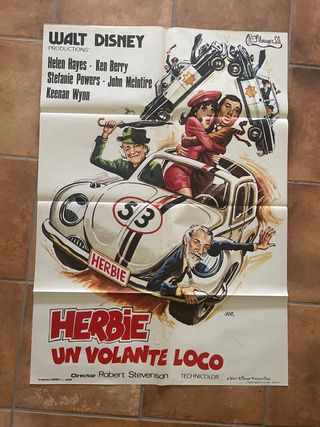 WALT DISNEY
PRODUCTIONS'
Helen Hayes · Ken Berry
Stefanie Powers · John McIntire
Keenan Wynn
53
HERBIE
JANO
HERBIE
UN VOLANTE LOCO
Director Robert Stevenson TECHNICOLOR